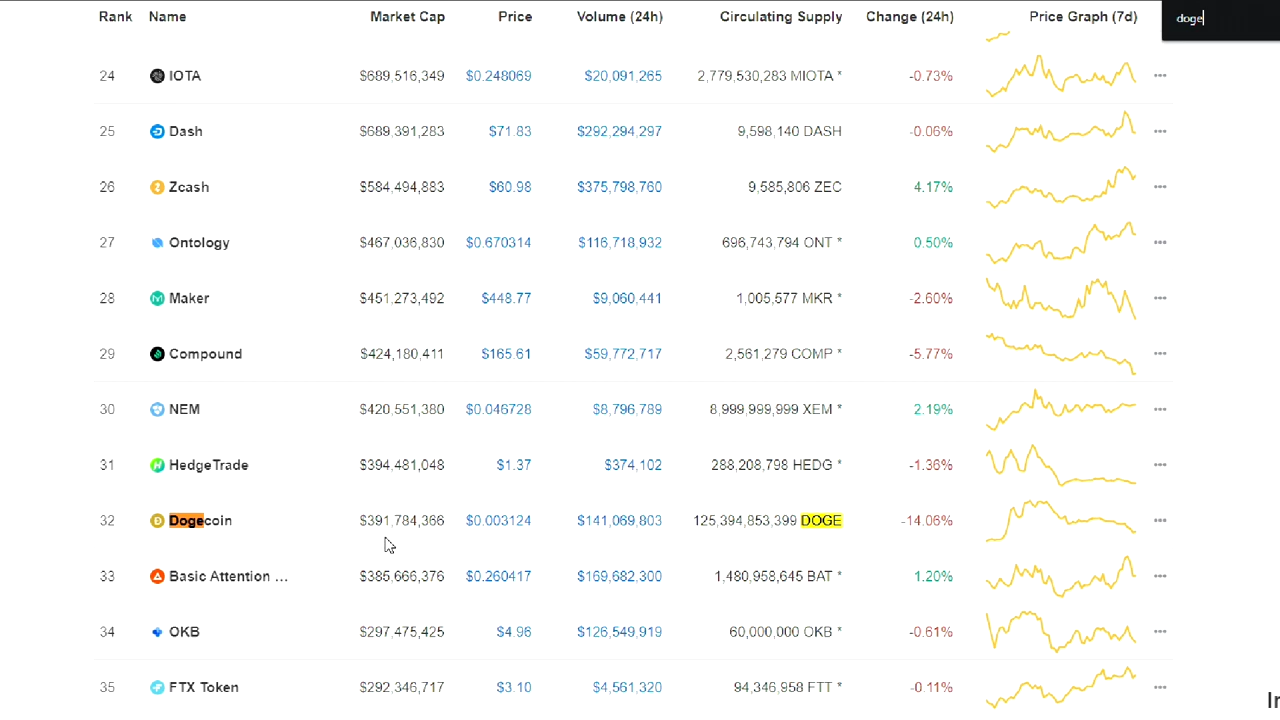 Rank Name Market Cap Price Volume (24h) Circulating Supply Change (24h) Price Graph (7d)
doge
24 IOTA $689,516,349 $0.248069 $20,091,265 2,779,530,283 MIOTA * -0.73%
25 Dash $689,391,283 $71.83 $292,294,297 9,598,140 DASH -0.06%
26 Zcash $584,494,883 $60.98 $375,798,760 9,585,806 ZEC 4.17%
27 Ontology $467,036,830 $0.670314 $116,718,932 696,743,794 ONT * 0.50%
28 Maker $451,273,492 $448.77 $9,060,441 1,005,577 MKR * -2.60%
29 Compound $424,180,411 $165.61 $59,772,717 2,561,279 COMP * -5.77%
30 NEM $420,551,380 $0.046728 $8,796,789 8,999,999,999 XEM * 2.19%
31 HedgeTrade $394,481,048 $1.37 $374,102 288,208,798 HEDG * -1.36%
32 Dogecoin $391,784,366 $0.003124 $141,069,803 125,394,853,399 DOGE -14.06%
33 Basic Attention ... $385,666,376 $0.260417 $169,682,300 1,480,958,645 BAT * 1.20%
34 OKB $297,475,425 $4.96 $126,549,919 60,000,000 OKB * -0.61%
35 FTX Token $292,346,717 $3.10 $4,561,320 94,346,958 FTT * -0.11%